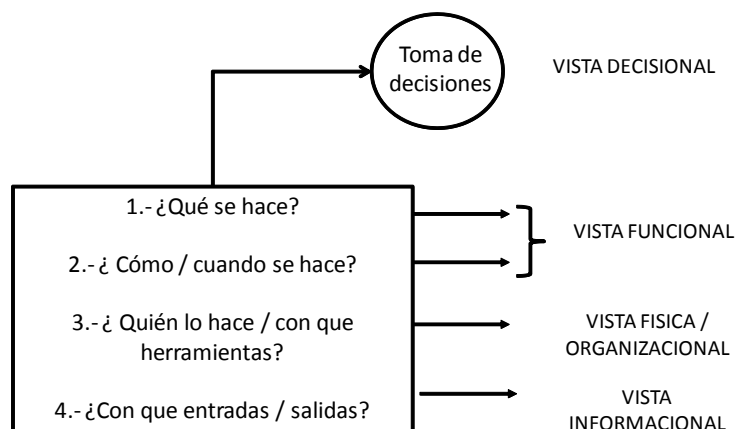 Toma de
decisiones
VISTA DECISIONAL
1.- ¿Qué se hace?
VISTA FUNCIONAL
2.- ¿ Cómo / cuando se hace?
3.- ¿ Quién lo hace / con que
herramientas?
VISTA FISICA /
ORGANIZACIONAL
4.- ¿Con que entradas / salidas?
VISTA
INFORMACIONAL